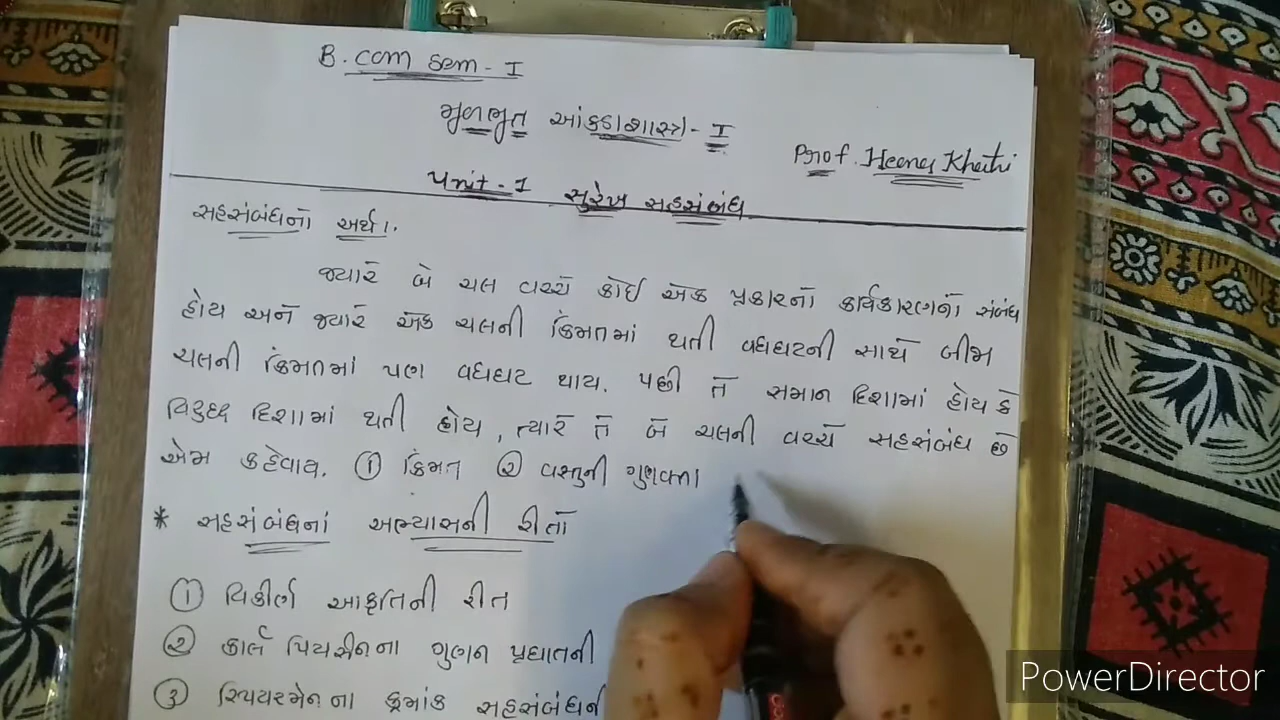 B. com sem - I
મૂળભૂત આંકડાશાસ્ત્ર - I
Prof. Heena Khatri
Unit - 1 સુરેખ સહસંબંધ
સહસંબંધનો અર્થ :
જ્યારે બે ચલ વચ્ચે કોઈ એક પ્રકારનો કાર્યકારણનો સંબંધ
હોય અને જ્યારે એક ચલની કિંમતમાં થતી વધઘટની સાથે બીજા
ચલની કિંમતમાં પણ વધઘટ થાય. પછી તે સમાન દિશામાં હોય કે
વિરુદ્ધ દિશામાં થતી હોય, ત્યારે તે બે ચલની વચ્ચે સહસંબંધ છે
એમ કહેવાય. ① કિંમત ② વસ્તુની ગુણવત્તા
* સહસંબંધનાં અભ્યાસની રીતો
① વિકીર્ણ આકૃતિની રીત
② કાર્લ પિયર્સનના ગુણન પ્રઘાતની
③ સ્પિયરમેનના ક્રમાંક સહસંબંધની
PowerDirector